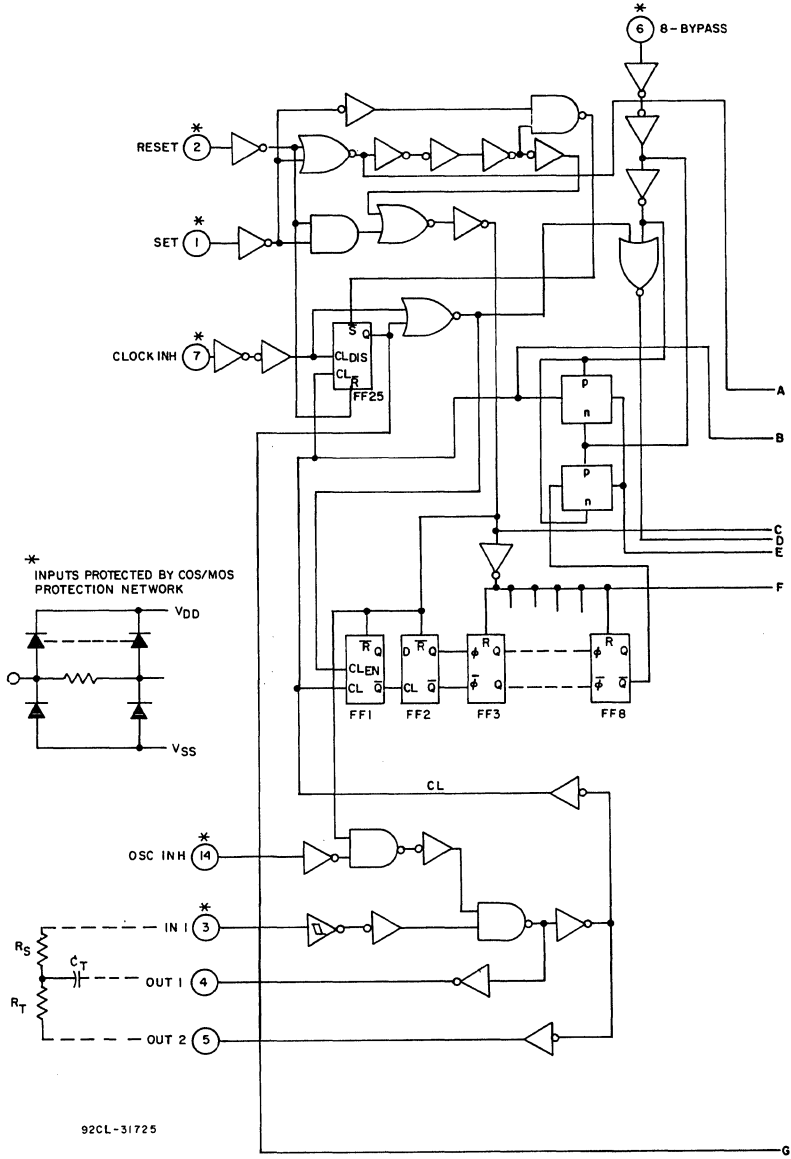 *
6 8-BYPASS
*
RESET 2
*
SET 1
*
CLOCK INH 7
S̅ Q
CL DIS
CL R̅
FF25
p
n
p
n
A
B
C
D
E
F
*
INPUTS PROTECTED BY COS/MOS
PROTECTION NETWORK
VDD
VSS
R̅ Q
CLEN
CL Q̅
FF1
D R̅ Q
CL Q̅
FF2
R
ϕ Q
ϕ̅ Q
FF3
R
ϕ Q
ϕ̅ Q̅
FF8
CL
*
OSC INH 14
*
IN 1 3
RS
CT
OUT 1 4
RT
OUT 2 5
92CL-31725
G